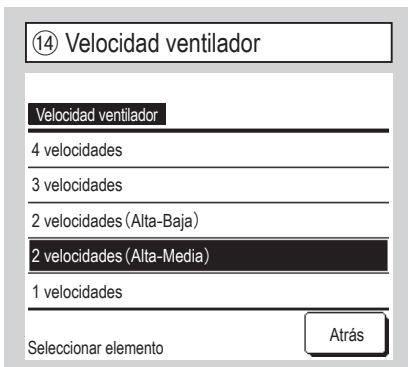 ⑭ Velocidad ventilador
Velocidad ventilador
4 velocidades
3 velocidades
2 velocidades（Alta-Baja）
2 velocidades（Alta-Media）
1 velocidades
Atrás
Seleccionar elemento